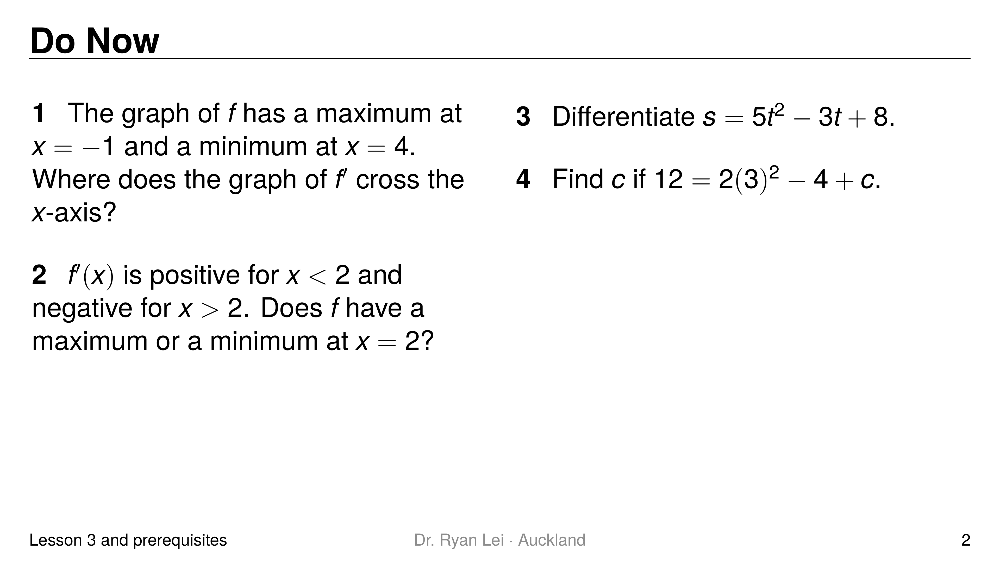 Do Now
1 The graph of f has a maximum at
x = −1 and a minimum at x = 4.
Where does the graph of f′ cross the
x-axis?
2 f′(x) is positive for x < 2 and
negative for x > 2. Does f have a
maximum or a minimum at x = 2?
3 Differentiate s = 5t² − 3t + 8.
4 Find c if 12 = 2(3)² − 4 + c.
Lesson 3 and prerequisites
Dr. Ryan Lei · Auckland
2